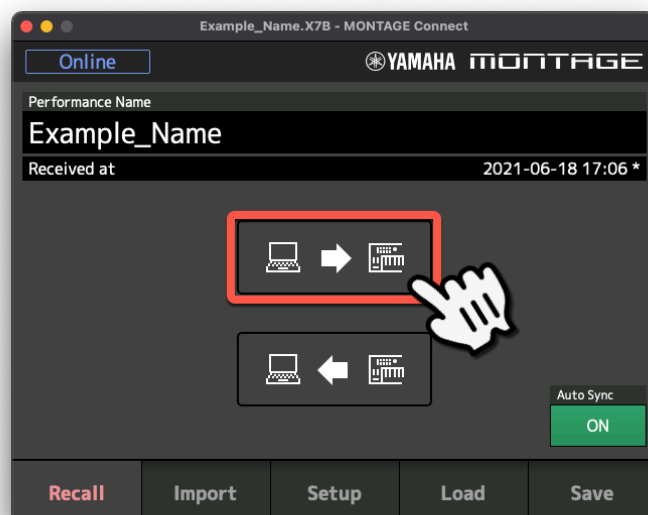 Example_Name.X7B - MONTAGE Connect
Online
YAMAHA MONTAGE
Performance Name
Example_Name
Received at 2021-06-18 17:06 *
Auto Sync
ON
Recall Import Setup Load Save